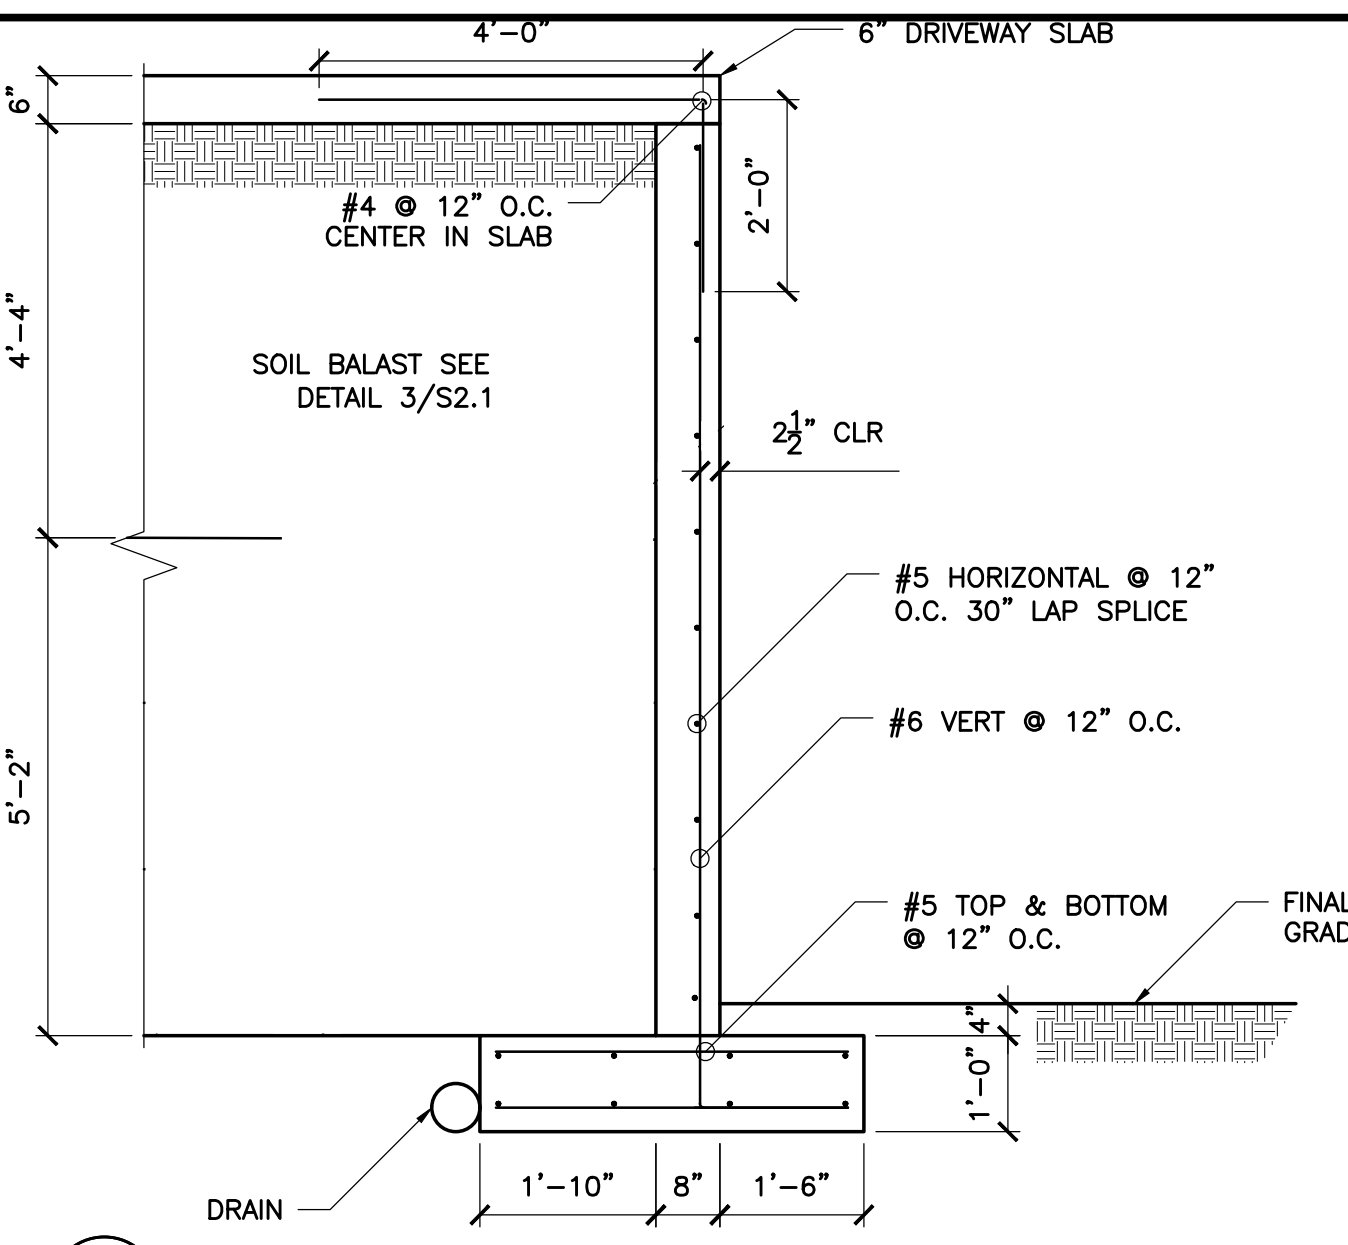 4'-0"
6" DRIVEWAY SLAB
6"
#4 @ 12" O.C.
CENTER IN SLAB
2'-0"
4'-4"
SOIL BALAST SEE
DETAIL 3/S2.1
2 1/2" CLR
#5 HORIZONTAL @ 12"
O.C. 30" LAP SPLICE
#6 VERT @ 12" O.C.
5'-2"
#5 TOP & BOTTOM
@ 12" O.C.
FINAL
GRAD
4"
1'-0"
1'-10"
8"
1'-6"
DRAIN